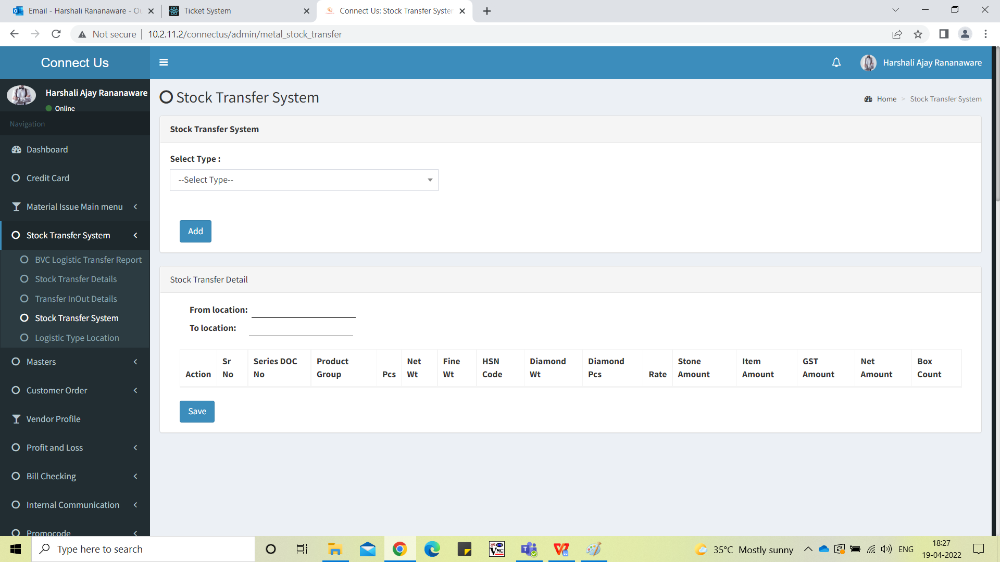 Email - Harshali Rananaware - Ou
Ticket System
Connect Us: Stock Transfer System
Not secure
10.2.11.2/connectus/admin/metal_stock_transfer
Connect Us
Harshali Ajay Rananaware
Harshali Ajay Rananaware
Online
Navigation
Dashboard
Credit Card
Material Issue Main menu
Stock Transfer System
BVC Logistic Transfer Report
Stock Transfer Details
Transfer InOut Details
Stock Transfer System
Logistic Type Location
Masters
Customer Order
Vendor Profile
Profit and Loss
Bill Checking
Internal Communication
Promocode
Stock Transfer System
Home > Stock Transfer System
Stock Transfer System
Select Type :
--Select Type--
Add
Stock Transfer Detail
From location:
To location:
Action
Sr No
Series DOC No
Product Group
Pcs
Net Wt
Fine Wt
HSN Code
Diamond Wt
Diamond Pcs
Rate
Stone Amount
Item Amount
GST Amount
Net Amount
Box Count
Save
Type here to search
35°C Mostly sunny
ENG
18:27
19-04-2022